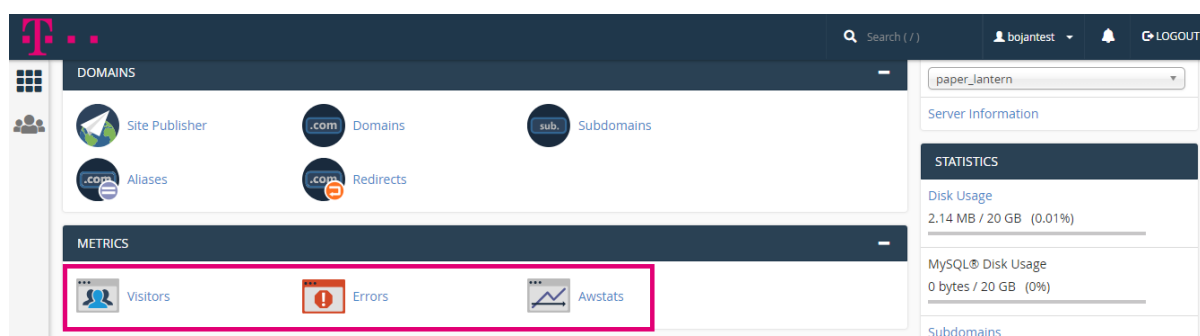 T
Search ( / )
bojantest
LOGOUT
DOMAINS
Site Publisher
.com
Domains
sub.
Subdomains
.com
Aliases
.com
Redirects
METRICS
Visitors
Errors
Awstats
paper_lantern
Server Information
STATISTICS
Disk Usage
2.14 MB / 20 GB (0.01%)
MySQL® Disk Usage
0 bytes / 20 GB (0%)
Subdomains